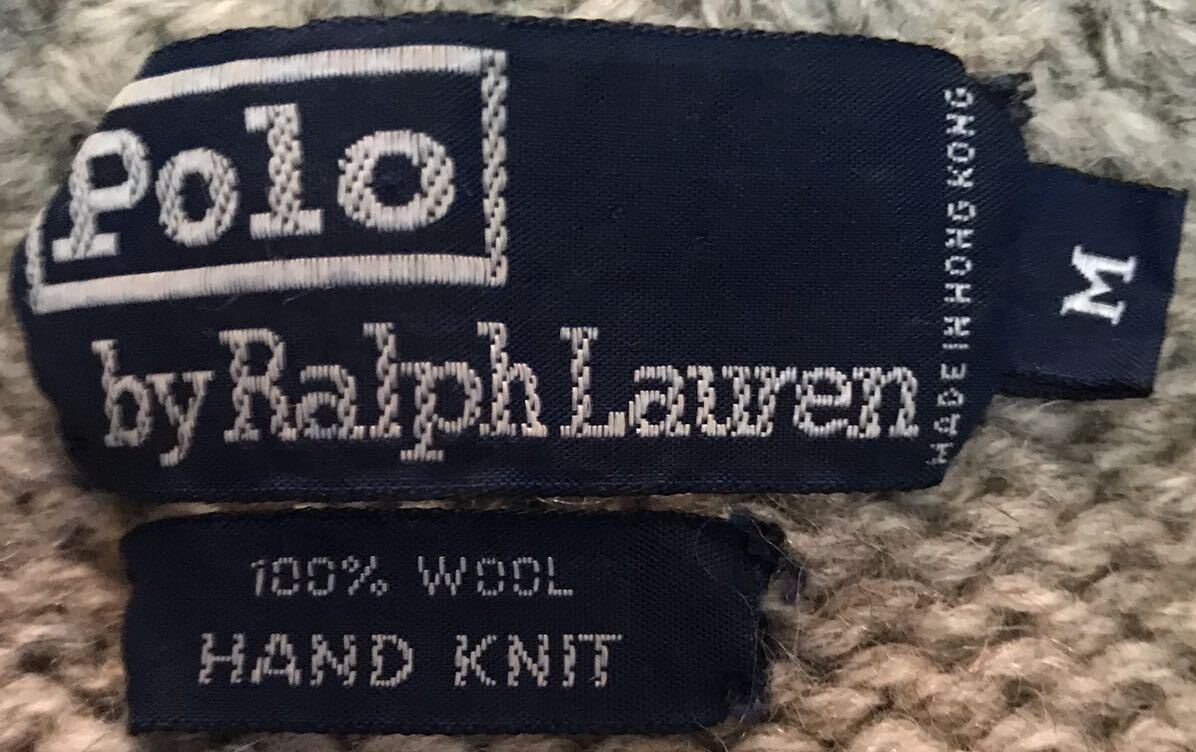 Polo
by Ralph Lauren
MADE IN HONG KONG
M
100% WOOL
HAND KNIT